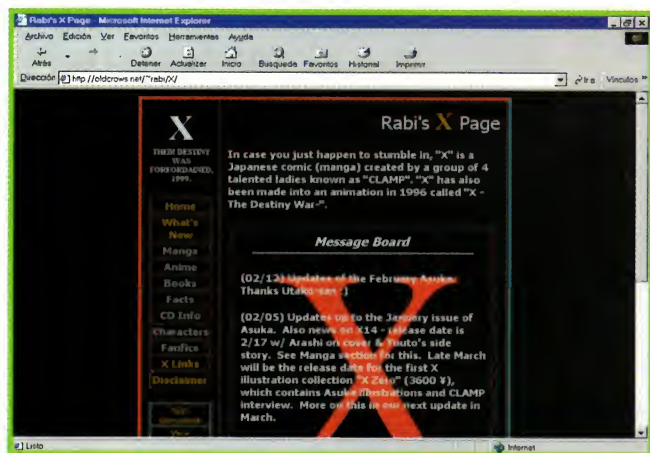 Rabi's X Page - Microsoft Internet Explorer
Archivo Edición Ver Favoritos Herramientas Ayuda
Atrás Detener Actualizar Inicio Búsqueda Favoritos Historial Imprimir
Dirección http://oldcrows.net/~rabi/X/ Ir a Vínculos »
X
THEIR DESTINY
WAS
FOREORDAINED,
1999.
Home
What's
New
Manga
Anime
Books
Facts
CD Info
Characters
Fanfics
X Links
Disclaimer
Rabi's X Page
In case you just happen to stumble in, "X" is a
Japanese comic (manga) created by a group of 4
talented ladies known as "CLAMP". "X" has also
been made into an animation in 1996 called "X -
The Destiny War-".
Message Board
(02/12) Updates of the February Asuka.
Thanks Utako-san :)
(02/05) Updates up to the January issue of
Asuka. Also news on X14 - release date is
2/17 w/ Arashi on cover & Yuuto's side
story. See Manga section for this. Late March
will be the release date for the first X
illustration collection "X Zero" (3600 ¥),
which contains Asuka illustrations and CLAMP
interview. More on this in our next update in
March.
Listo
Internet